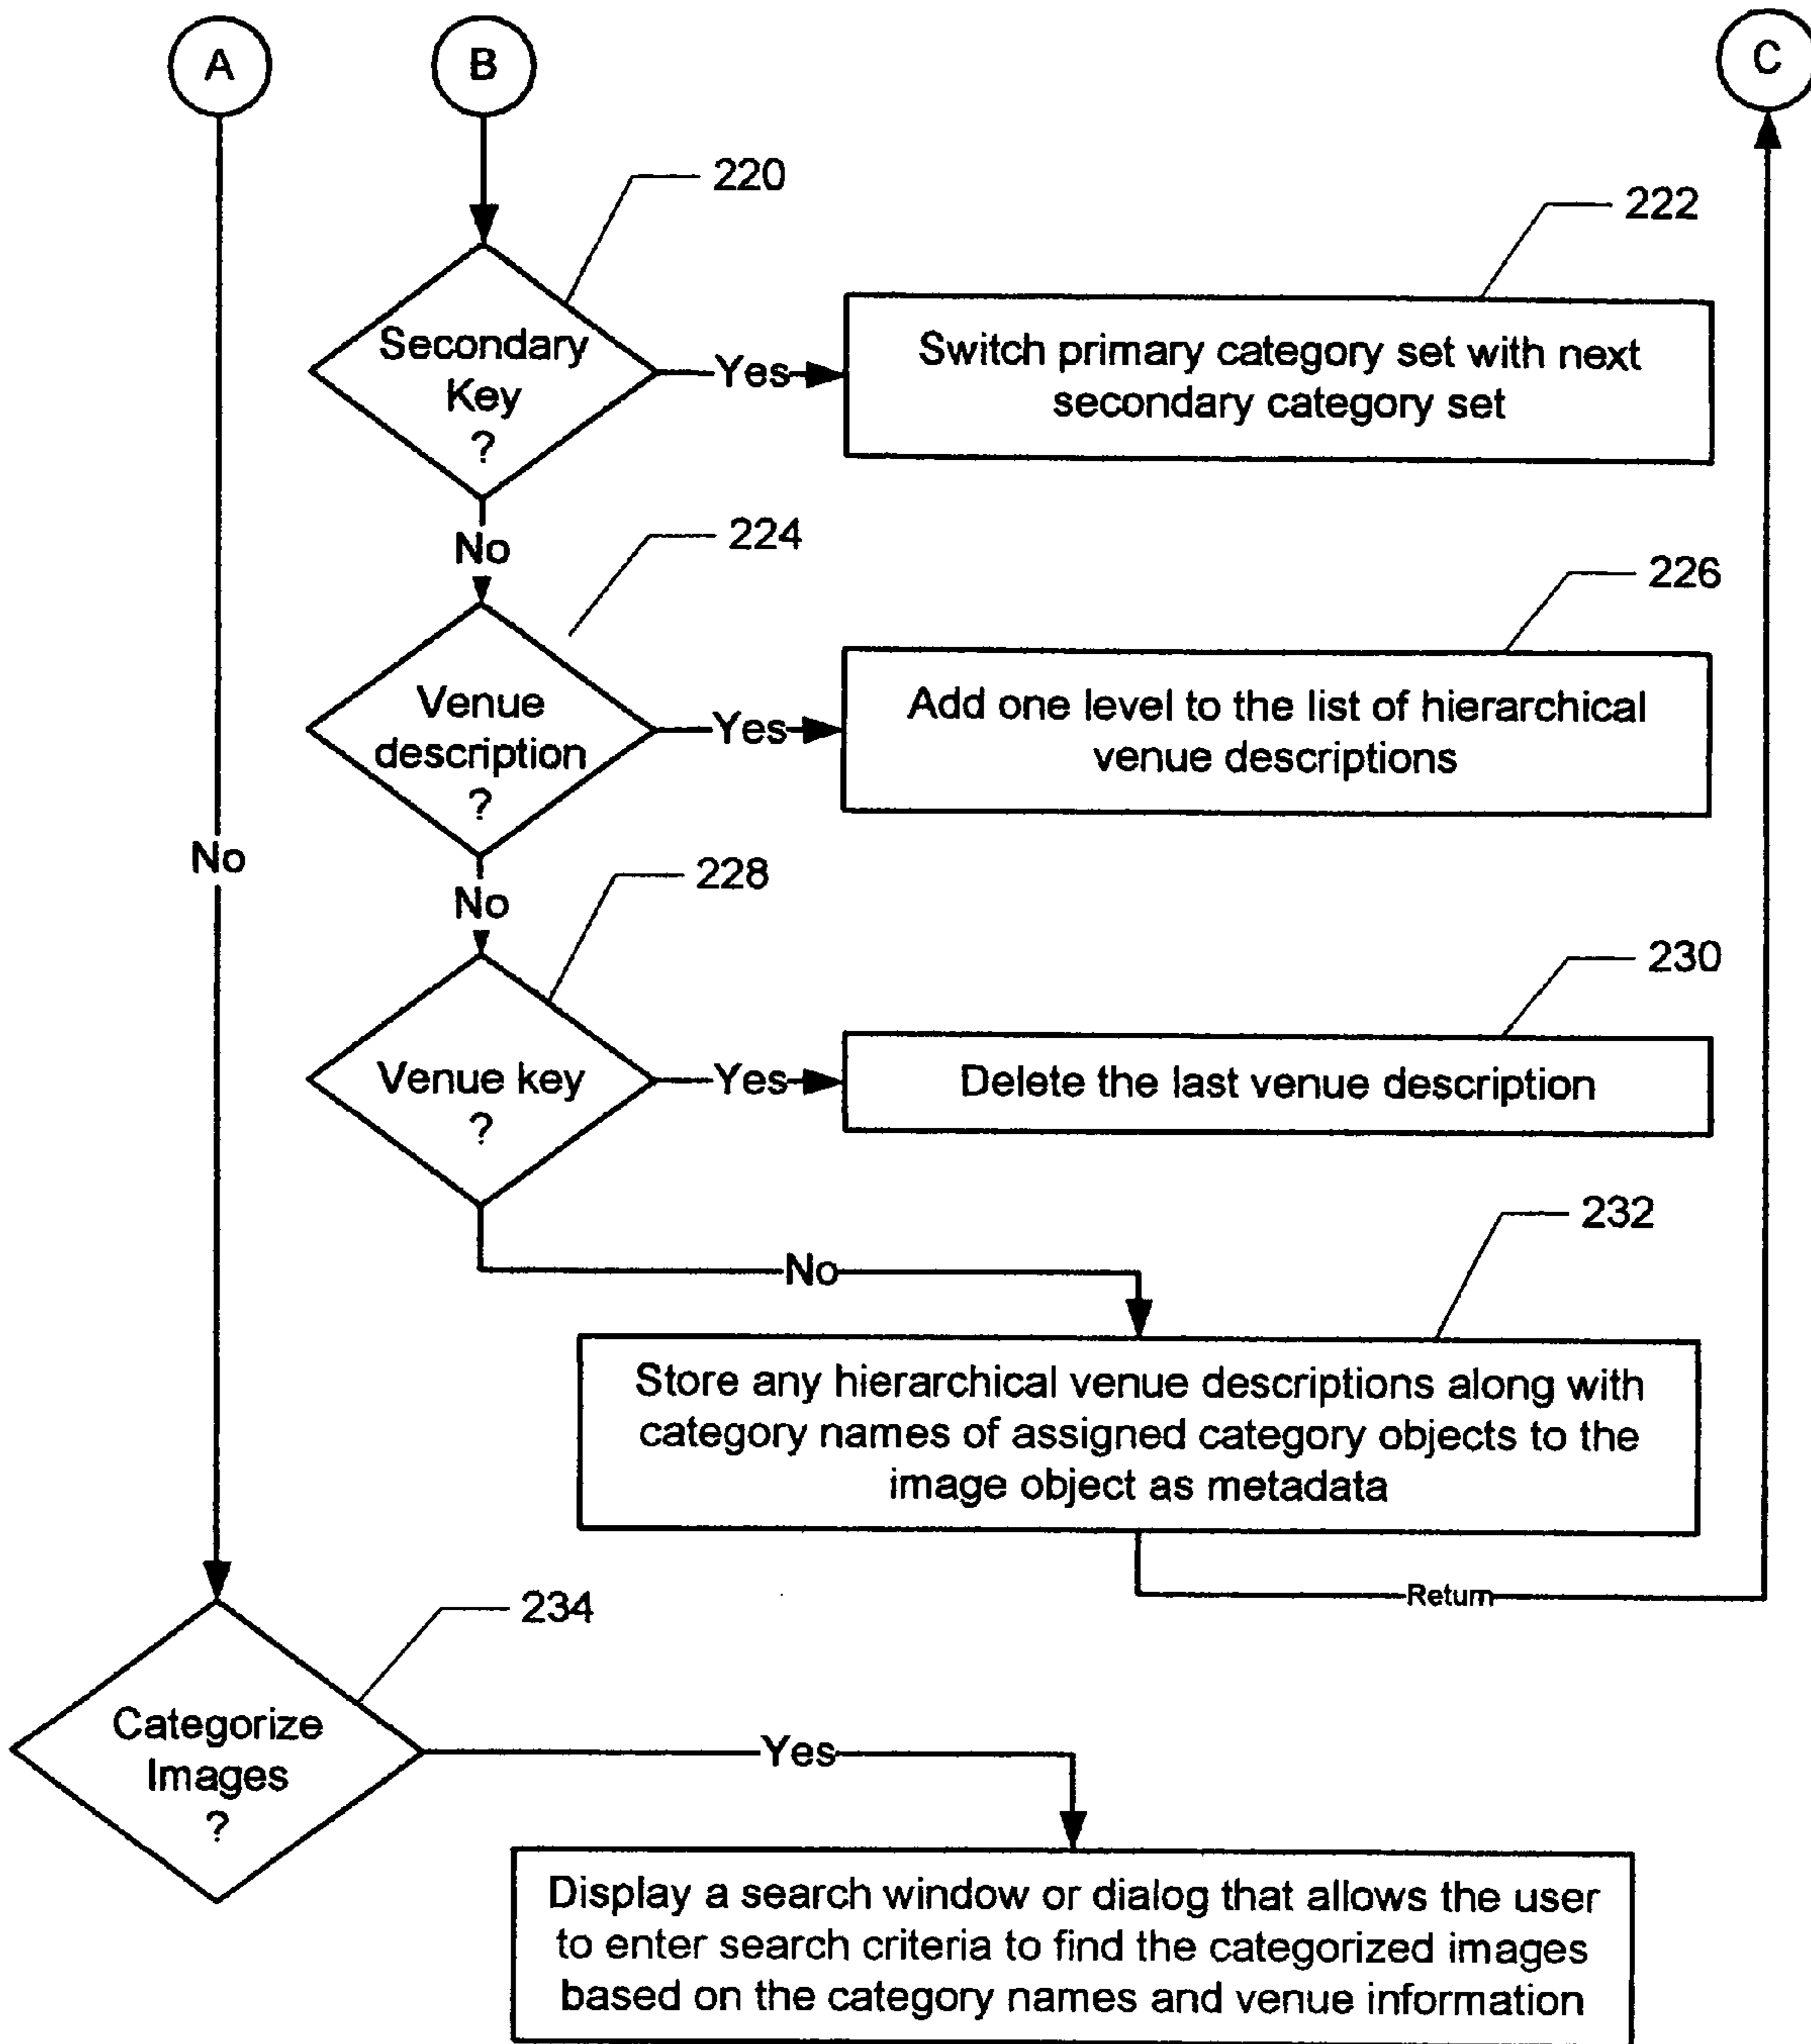 A
B
C
220
222
Secondary
Key
?
Yes
Switch primary category set with next
secondary category set
No
224
226
Venue
description
?
Yes
Add one level to the list of hierarchical
venue descriptions
No
No
228
230
Venue key
?
Yes
Delete the last venue description
232
No
Store any hierarchical venue descriptions along with
category names of assigned category objects to the
image object as metadata
Return
234
Categorize
Images
?
Yes
Display a search window or dialog that allows the user
to enter search criteria to find the categorized images
based on the category names and venue information